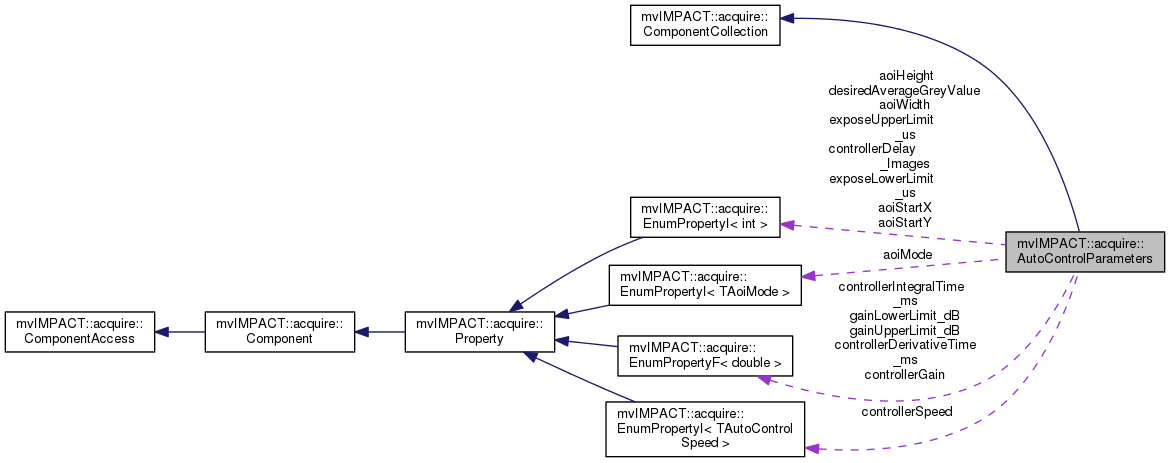 mvIMPACT::acquire::
ComponentCollection
aoiHeight
desiredAverageGreyValue
aoiWidth
exposeUpperLimit
_us
controllerDelay
_Images
exposeLowerLimit
_us
aoiStartX
aoiStartY
mvIMPACT::acquire::
EnumPropertyI< int >
mvIMPACT::acquire::
AutoControlParameters
aoiMode
mvIMPACT::acquire::
EnumPropertyI< TAoiMode >
controllerIntegralTime
_ms
gainLowerLimit_dB
gainUpperLimit_dB
controllerDerivativeTime
_ms
controllerGain
mvIMPACT::acquire::
ComponentAccess
mvIMPACT::acquire::
Component
mvIMPACT::acquire::
Property
mvIMPACT::acquire::
EnumPropertyF< double >
controllerSpeed
mvIMPACT::acquire::
EnumPropertyI< TAutoControl
Speed >